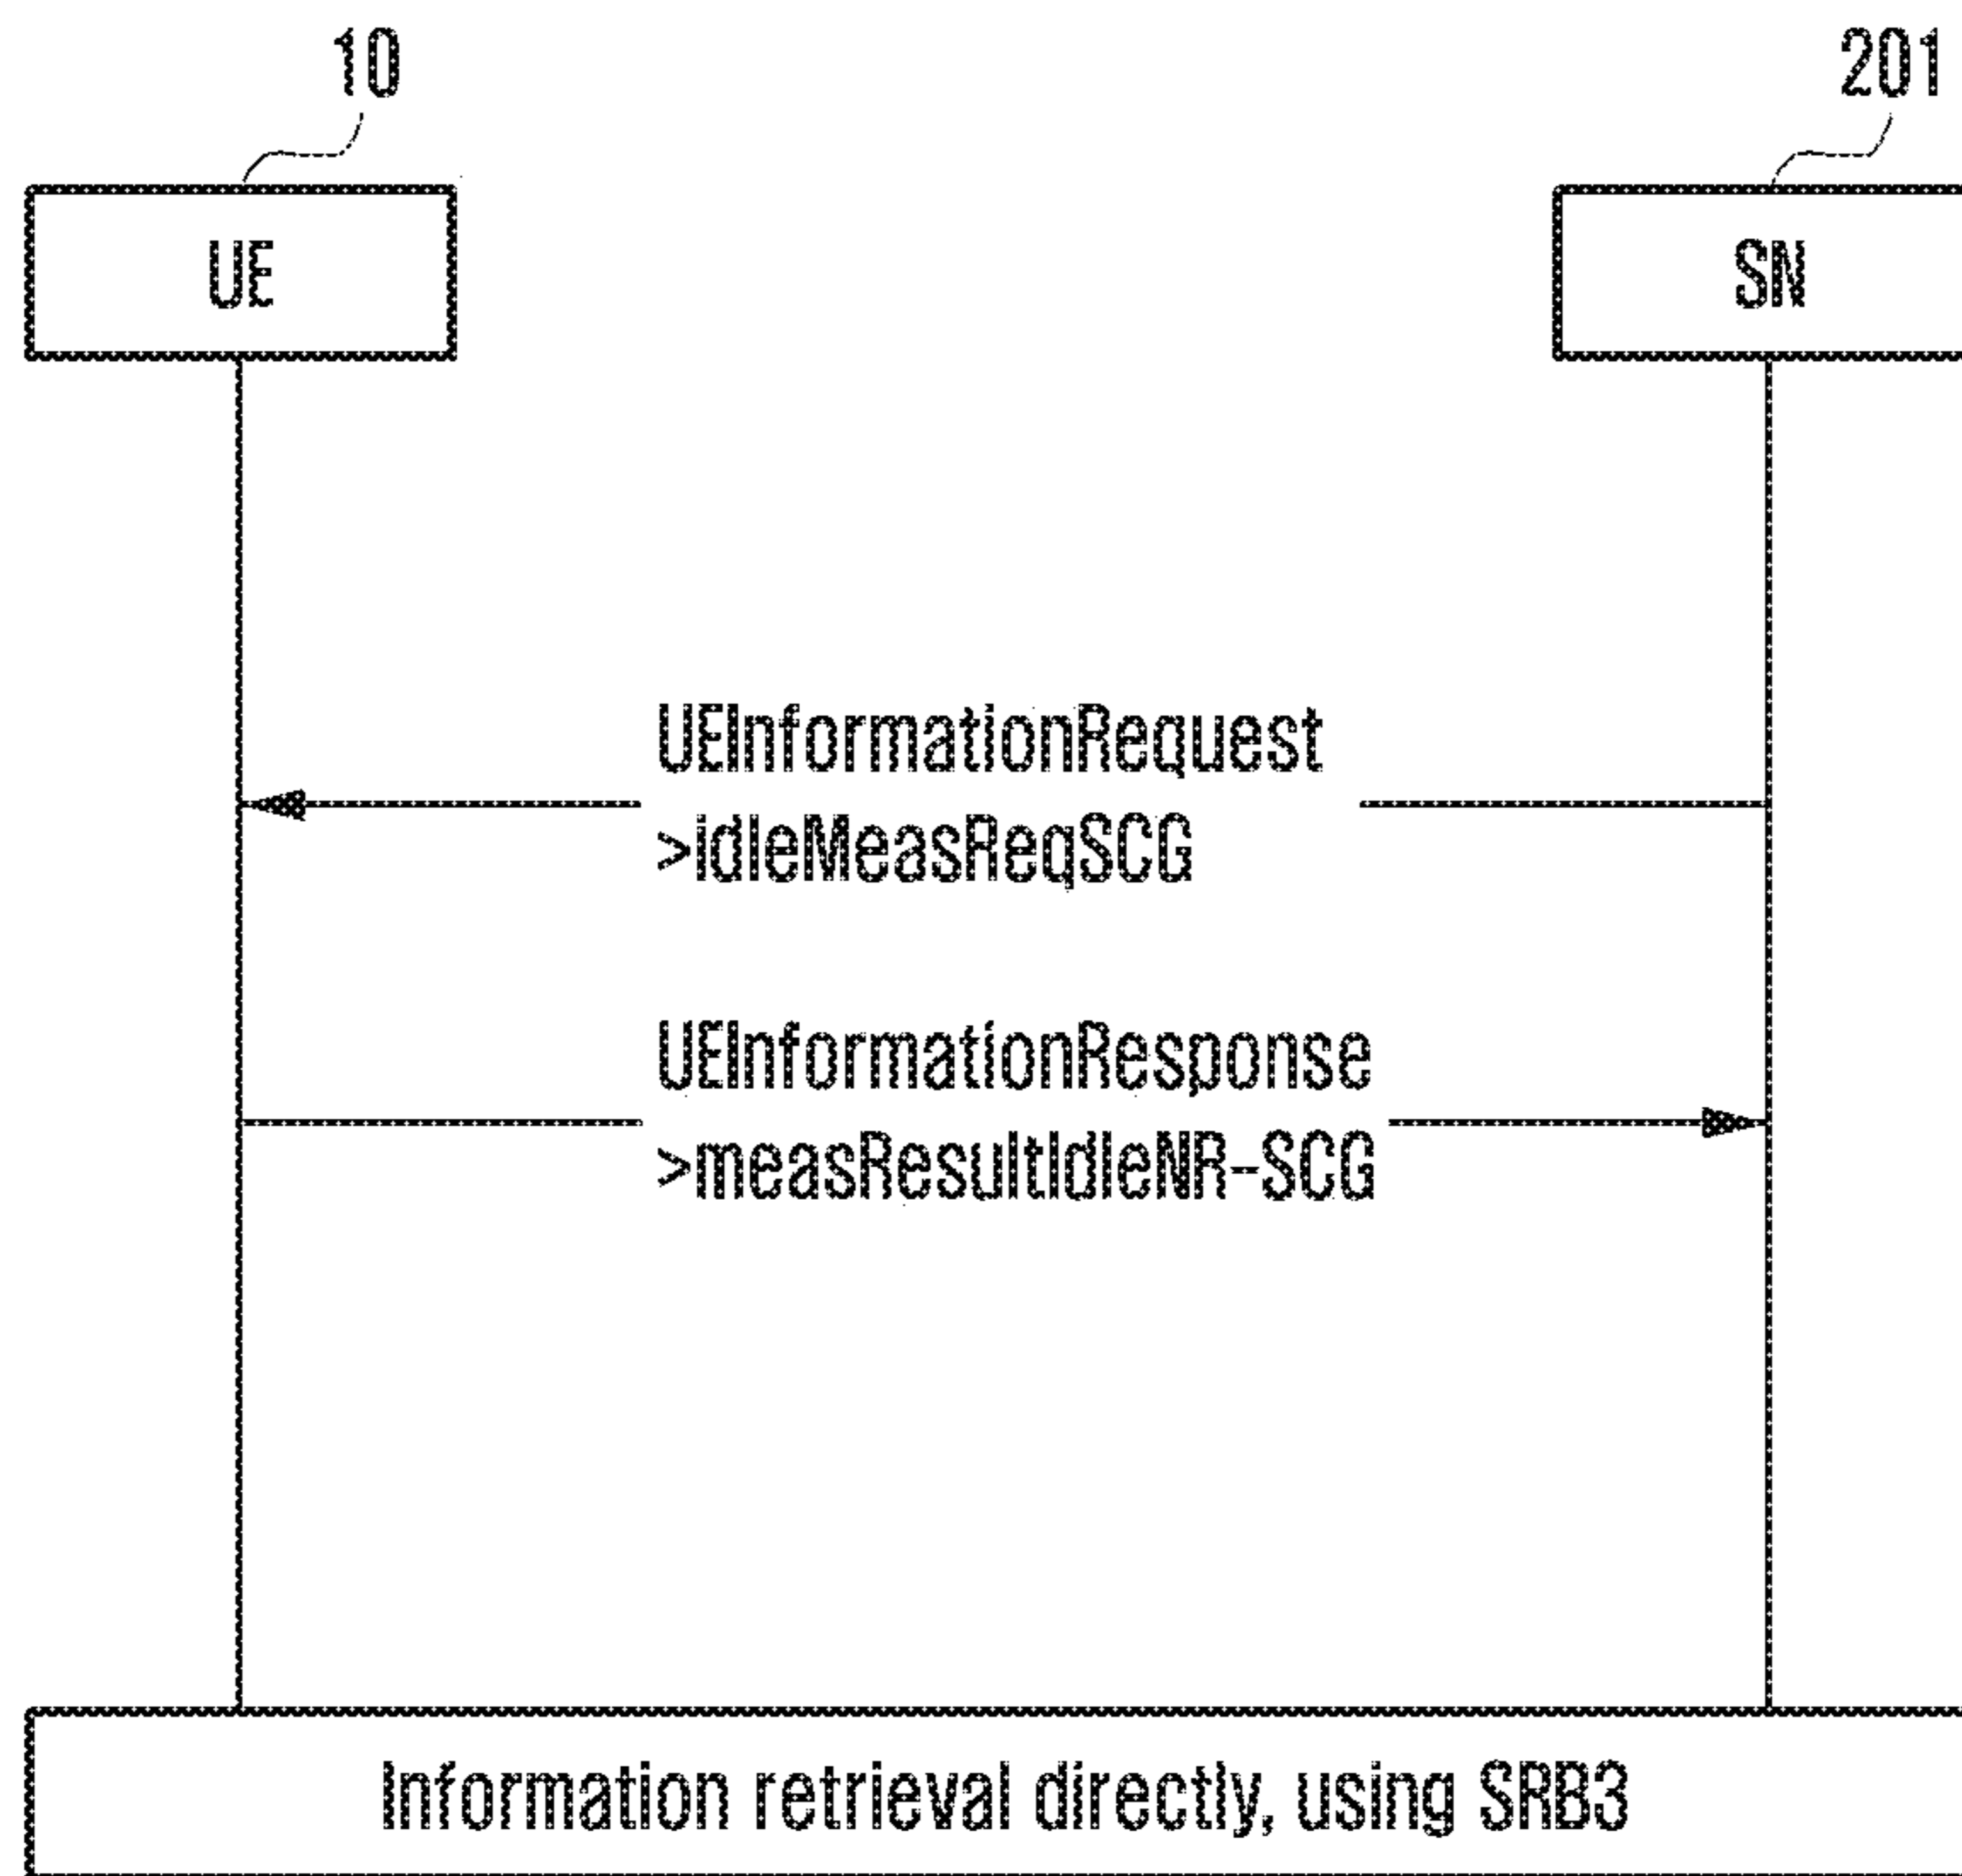 10
201
UE
SN
UEInformationRequest
>idleMeasReqSCG
UEInformationResponse
>measResultIdleNR-SCG
Information retrieval directly, using SRB3